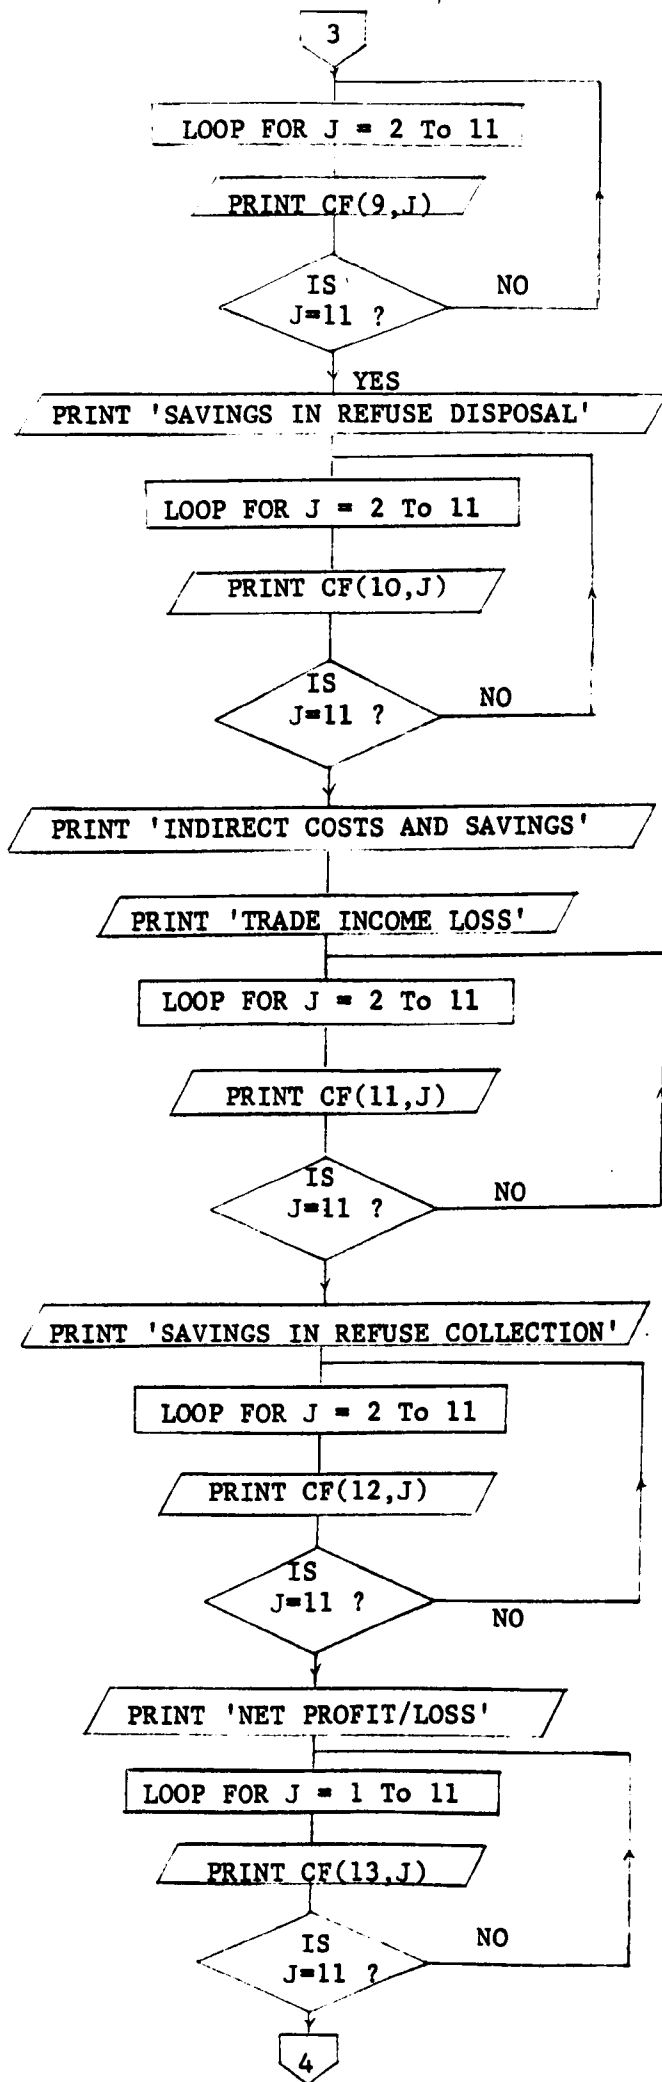 3
LOOP FOR J = 2 To 11
PRINT CF(9,J)
IS
J=11 ?
NO
YES
PRINT 'SAVINGS IN REFUSE DISPOSAL'
LOOP FOR J = 2 To 11
PRINT CF(10,J)
IS
J=11 ?
NO
PRINT 'INDIRECT COSTS AND SAVINGS'
PRINT 'TRADE INCOME LOSS'
LOOP FOR J = 2 To 11
PRINT CF(11,J)
IS
J=11 ?
NO
PRINT 'SAVINGS IN REFUSE COLLECTION'
LOOP FOR J = 2 To 11
PRINT CF(12,J)
IS
J=11 ?
NO
PRINT 'NET PROFIT/LOSS'
LOOP FOR J = 1 To 11
PRINT CF(13,J)
IS
J=11 ?
NO
4